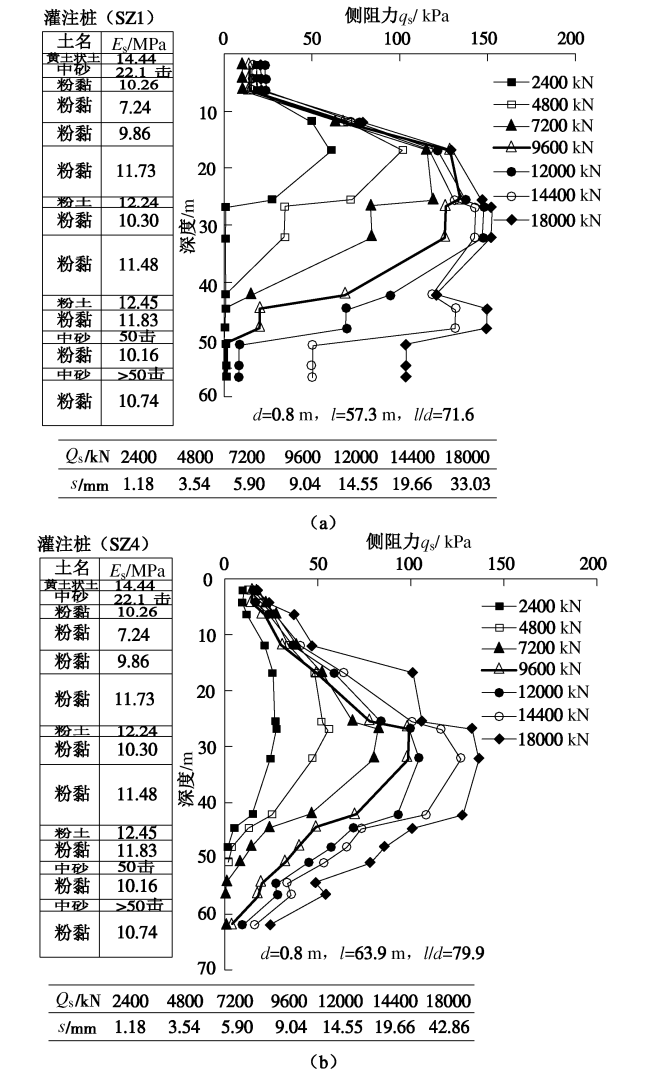 灌注桩（SZ1）
侧阻力qs/ kPa
土名 Es/MPa
黄土状土 14.44
中砂 22.1 击
粉黏 10.26
粉黏 7.24
粉黏 9.86
粉黏 11.73
粉土 12.24
粉黏 10.30
粉黏 11.48
粉土 12.45
粉黏 11.83
中砂 50击
粉黏 10.16
中砂 >50击
粉黏 10.74
0 50 100 150 200
0
10
20
30
40
50
60
深度/m
2400 kN
4800 kN
7200 kN
9600 kN
12000 kN
14400 kN
18000 kN
d=0.8 m，l=57.3 m，l/d=71.6
Qs/kN 2400 4800 7200 9600 12000 14400 18000
s/mm 1.18 3.54 5.90 9.04 14.55 19.66 33.03
（a）
灌注桩（SZ4）
侧阻力qs/ kPa
土名 Es/MPa
黄土状土 14.44
中砂 22.1 击
粉黏 10.26
粉黏 7.24
粉黏 9.86
粉黏 11.73
粉土 12.24
粉黏 10.30
粉黏 11.48
粉土 12.45
粉黏 11.83
中砂 50击
粉黏 10.16
中砂 >50击
粉黏 10.74
0 50 100 150 200
0
10
20
30
40
50
60
70
深度/m
2400 kN
4800 kN
7200 kN
9600 kN
12000 kN
14400 kN
18000 kN
d=0.8 m，l=63.9 m，l/d=79.9
Qs/kN 2400 4800 7200 9600 12000 14400 18000
s/mm 1.18 3.54 5.90 9.04 14.55 19.66 42.86
（b）